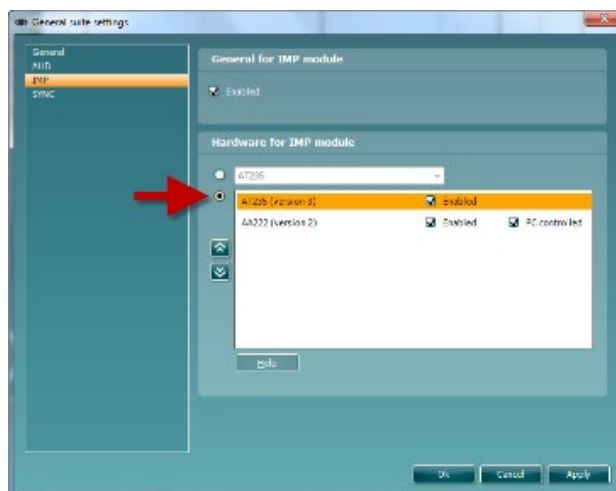 General suite settings
General
AUD
IMP
SYNC
General for IMP module
Enabled
Hardware for IMP module
AT235
AT235 (version 3) Enabled
AA222 (version 2) Enabled PC controlled
Help
Ok Cancel Apply